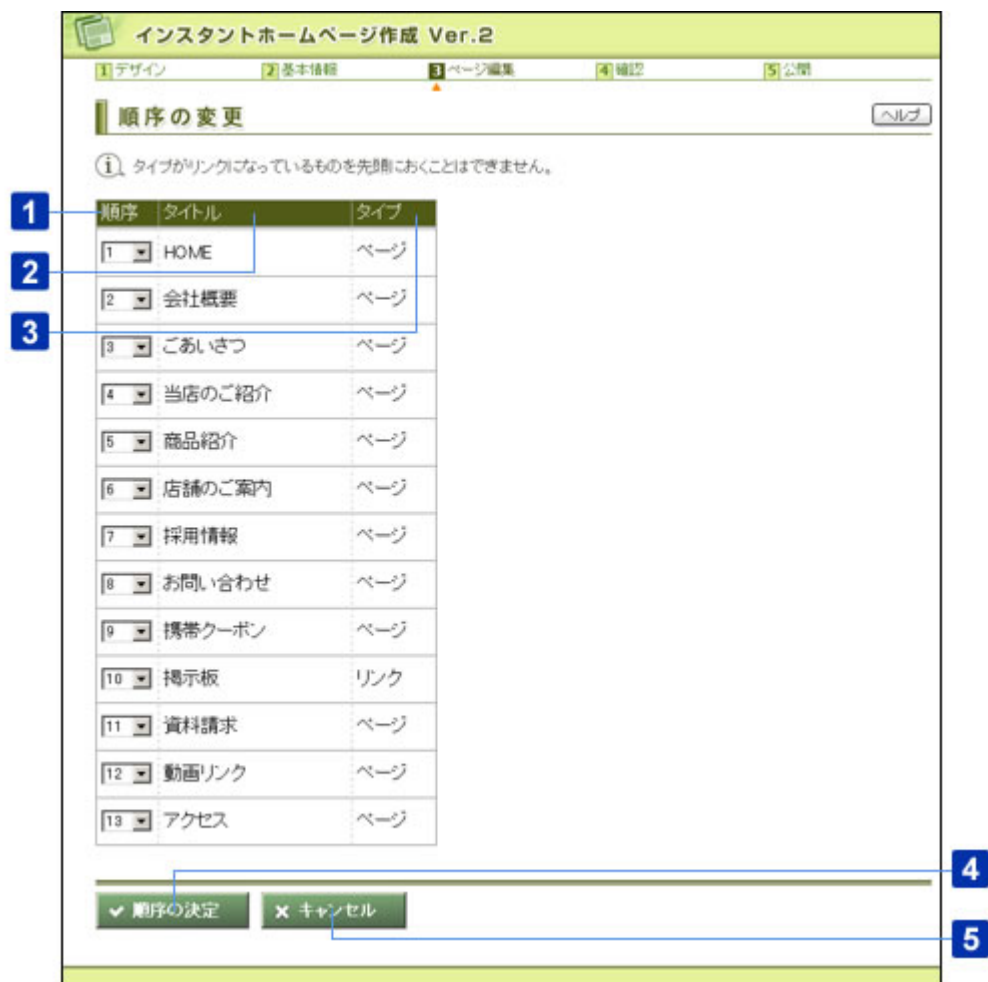 インスタントホームページ作成 Ver.2
1 デザイン 2 基本情報 3 ページ編集 4 確認 5 公開
順序の変更 ヘルプ
i タイプがリンクになっているものを先頭におくことはできません。
1 順序 タイトル タイプ
1 HOME ページ
2
2 会社概要 ページ
3
3 ごあいさつ ページ
4 当店のご紹介 ページ
5 商品紹介 ページ
6 店舗のご案内 ページ
7 採用情報 ページ
8 お問い合わせ ページ
9 携帯クーポン ページ
10 掲示板 リンク
11 資料請求 ページ
12 動画リンク ページ
13 アクセス ページ
4
順序の決定 キャンセル
5